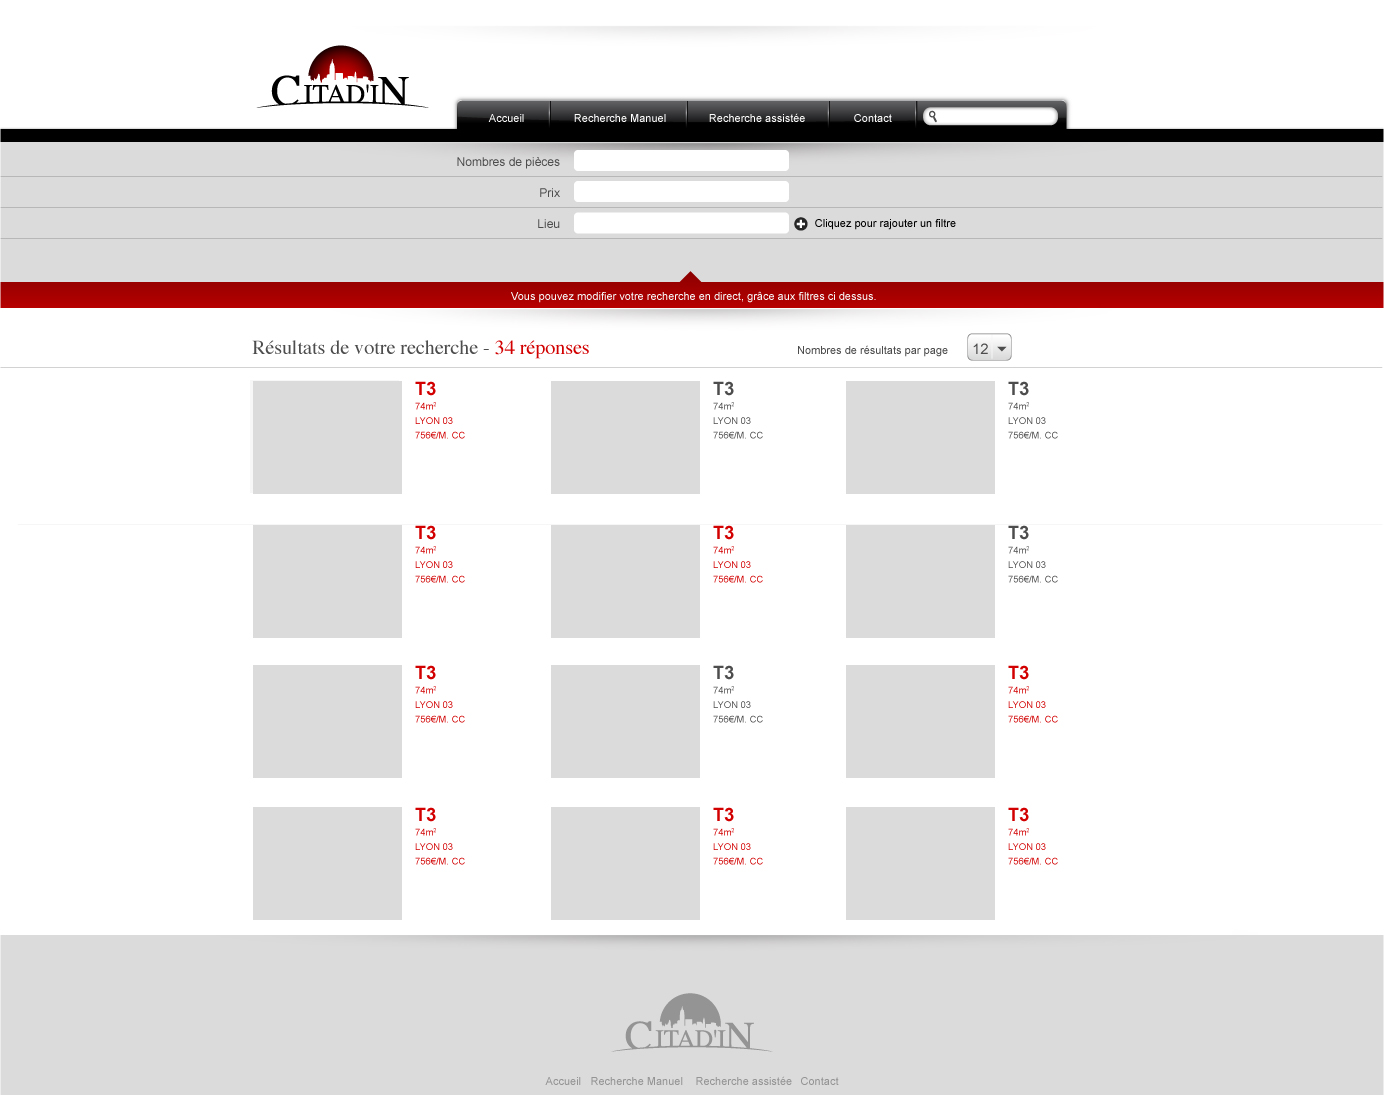 CITAD'IN
Accueil Recherche Manuel Recherche assistée Contact
Nombres de pièces
Prix
Lieu Cliquez pour rajouter un filtre
Vous pouvez modifier votre recherche en direct, grâce aux filtres ci dessus.
Résultats de votre recherche - 34 réponses Nombres de résultats par page 12
T3 T3 T3
74m² 74m² 74m²
LYON 03 LYON 03 LYON 03
756€/M. CC 756€/M. CC 756€/M. CC
T3 T3 T3
74m² 74m² 74m²
LYON 03 LYON 03 LYON 03
756€/M. CC 756€/M. CC 756€/M. CC
T3 T3 T3
74m² 74m² 74m²
LYON 03 LYON 03 LYON 03
756€/M. CC 756€/M. CC 756€/M. CC
T3 T3 T3
74m² 74m² 74m²
LYON 03 LYON 03 LYON 03
756€/M. CC 756€/M. CC 756€/M. CC
CITAD'IN
Accueil Recherche Manuel Recherche assistée Contact